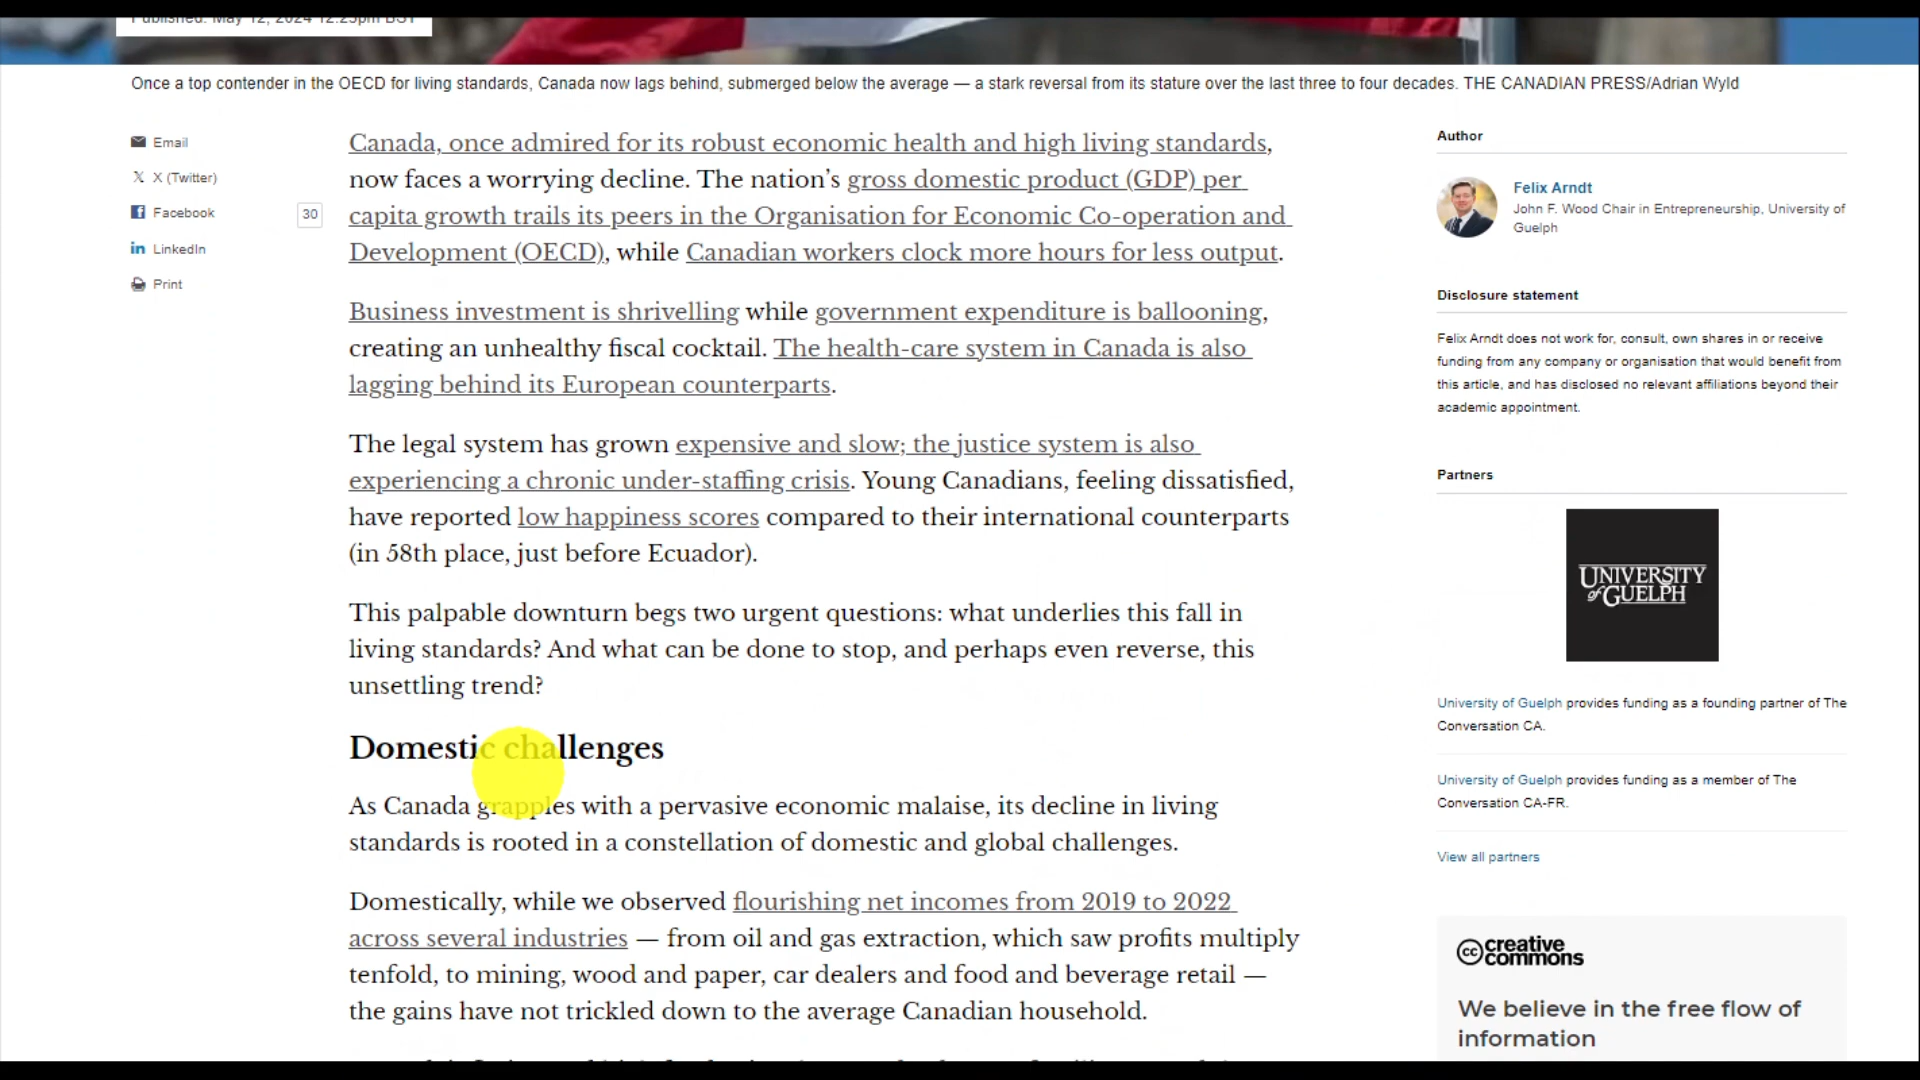 Published: May 12, 2024 12:23pm BST
Once a top contender in the OECD for living standards, Canada now lags behind, submerged below the average — a stark reversal from its stature over the last three to four decades. THE CANADIAN PRESS/Adrian Wyld
Email
X (Twitter)
Facebook
30
LinkedIn
Print
Canada, once admired for its robust economic health and high living standards,
now faces a worrying decline. The nation’s gross domestic product (GDP) per
capita growth trails its peers in the Organisation for Economic Co-operation and
Development (OECD), while Canadian workers clock more hours for less output.
Business investment is shrivelling while government expenditure is ballooning,
creating an unhealthy fiscal cocktail. The health-care system in Canada is also
lagging behind its European counterparts.
The legal system has grown expensive and slow; the justice system is also
experiencing a chronic under-staffing crisis. Young Canadians, feeling dissatisfied,
have reported low happiness scores compared to their international counterparts
(in 58th place, just before Ecuador).
This palpable downturn begs two urgent questions: what underlies this fall in
living standards? And what can be done to stop, and perhaps even reverse, this
unsettling trend?
Domestic challenges
As Canada grapples with a pervasive economic malaise, its decline in living
standards is rooted in a constellation of domestic and global challenges.
Domestically, while we observed flourishing net incomes from 2019 to 2022
across several industries — from oil and gas extraction, which saw profits multiply
tenfold, to mining, wood and paper, car dealers and food and beverage retail —
the gains have not trickled down to the average Canadian household.
Author
Felix Arndt
John F. Wood Chair in Entrepreneurship, University of
Guelph
Disclosure statement
Felix Arndt does not work for, consult, own shares in or receive
funding from any company or organisation that would benefit from
this article, and has disclosed no relevant affiliations beyond their
academic appointment.
Partners
UNIVERSITY
of GUELPH
University of Guelph provides funding as a founding partner of The
Conversation CA.
University of Guelph provides funding as a member of The
Conversation CA-FR.
View all partners
cc creative
commons
We believe in the free flow of
information